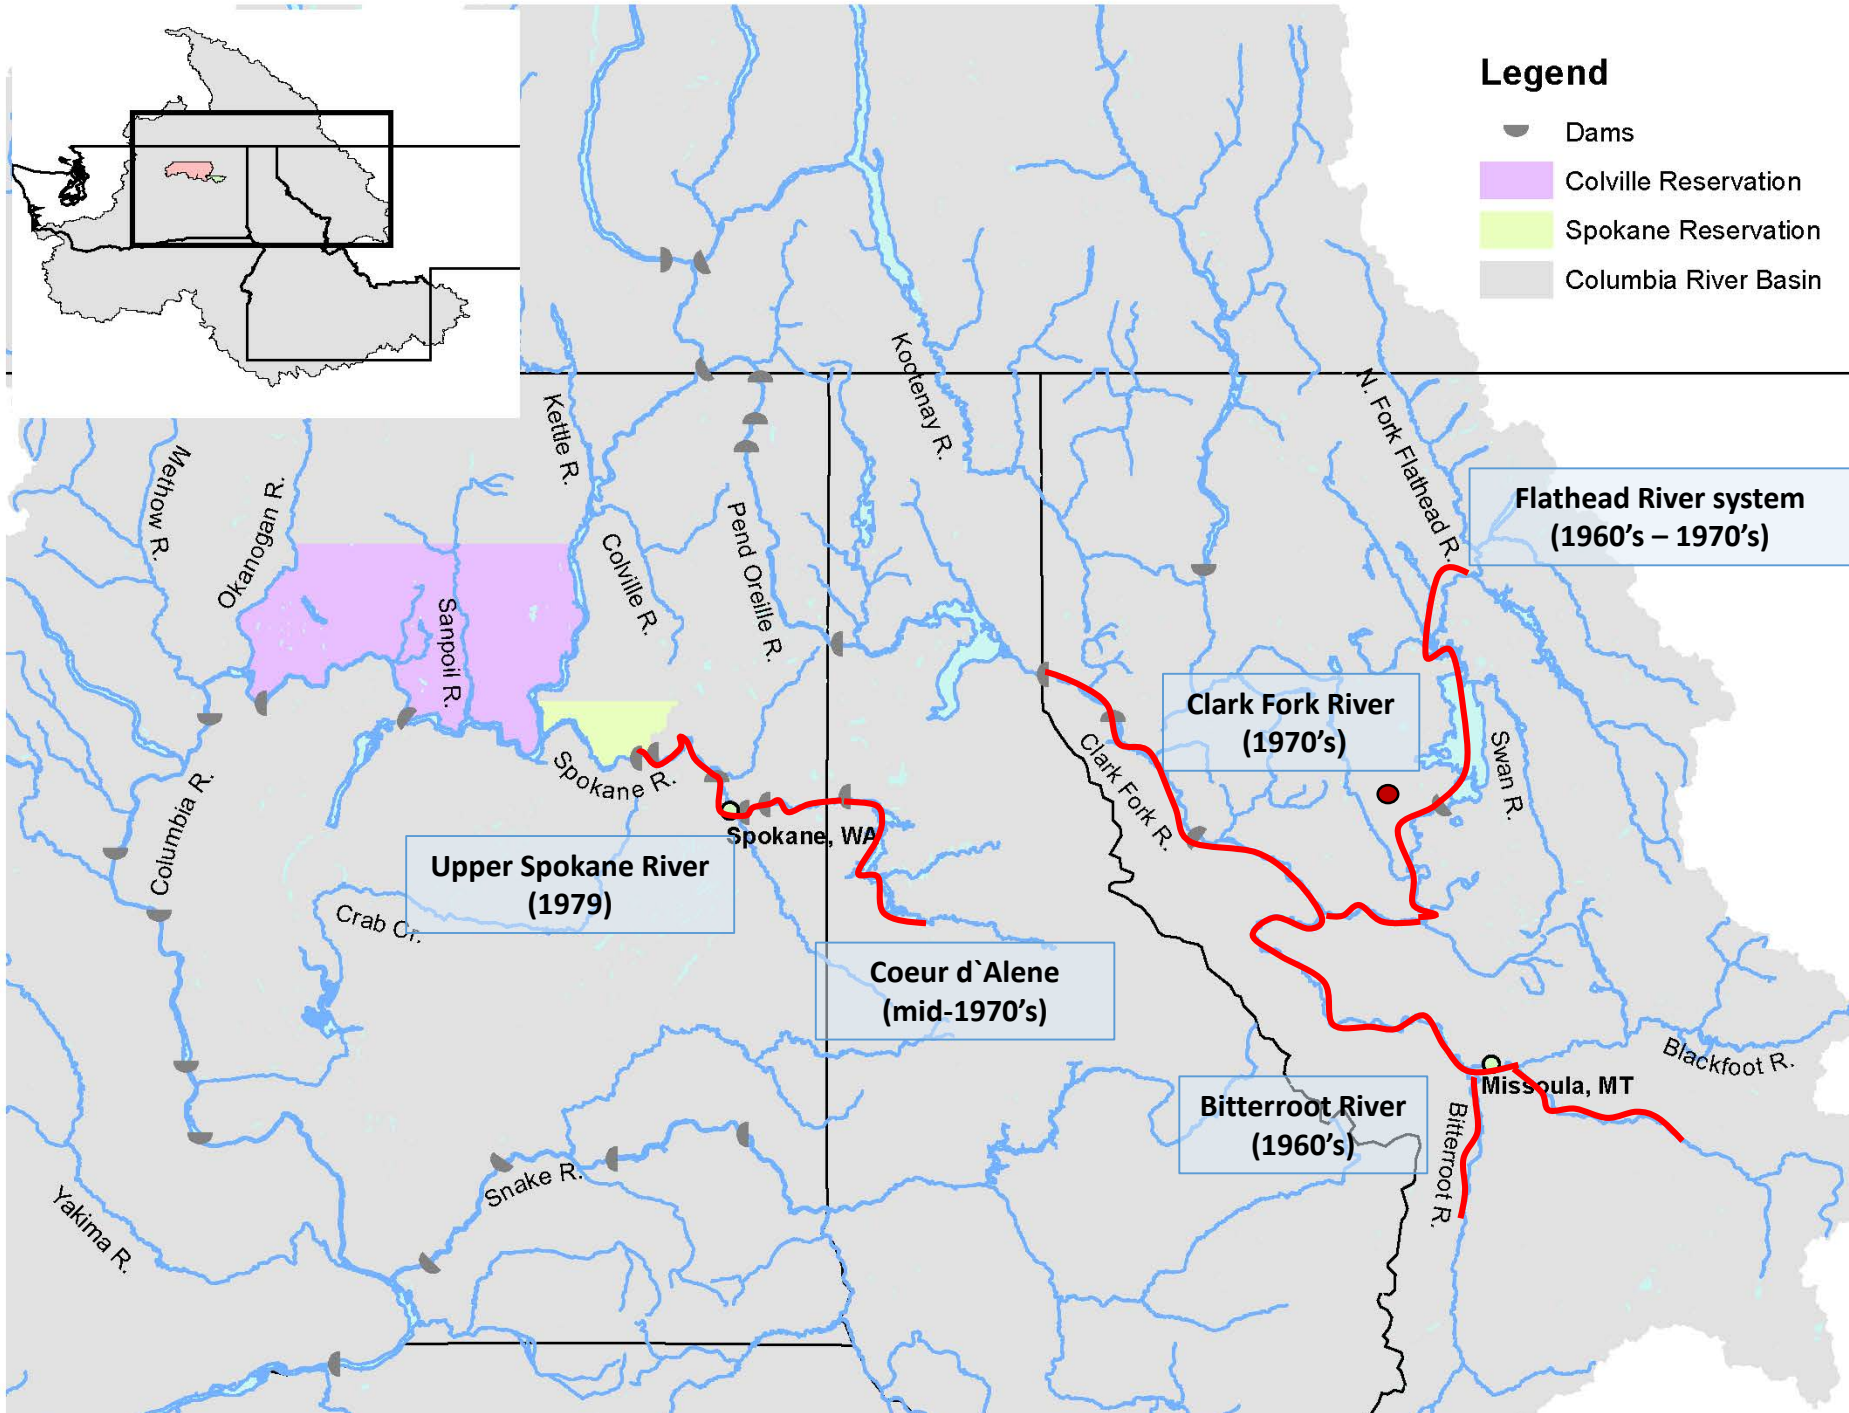 Legend
Dams
Colville Reservation
Spokane Reservation
Columbia River Basin
Kootenay R.
N. Fork Flathead R.
Kettle R.
Methow R.
Okanogan R.
Flathead River system
(1960's – 1970's)
Pend Oreille R.
Colville R.
Sanpoil R.
Clark Fork River
(1970's)
Swan R.
Clark Fork R.
Spokane R.
Columbia R.
Spokane, WA
Upper Spokane River
(1979)
Crab Cr.
Coeur d`Alene
(mid-1970's)
Blackfoot R.
Missoula, MT
Bitterroot River
(1960's)
Bitterroot R.
Snake R.
Yakima R.